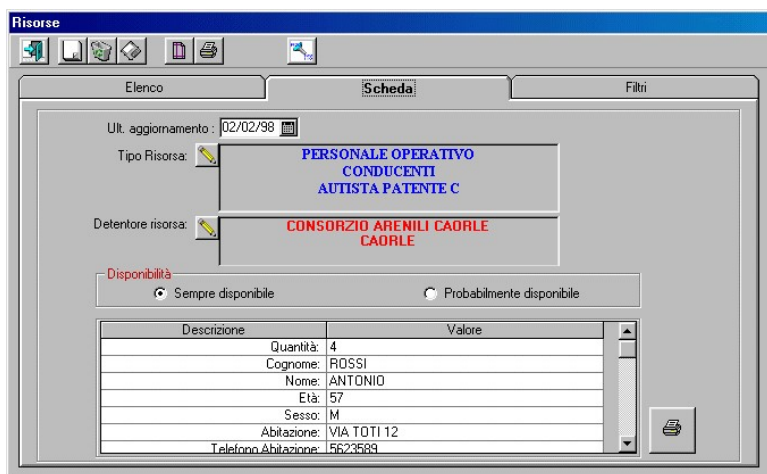 Risorse
Elenco Scheda Filtri
Ult. aggiornamento : 02/02/98
Tipo Risorsa: PERSONALE OPERATIVO
CONDUCENTI
AUTISTA PATENTE C
Detentore risorsa: CONSORZIO ARENILI CAORLE
CAORLE
Disponibilità
Sempre disponibile Probabilmente disponibile
Descrizione Valore
Quantità: 4
Cognome: ROSSI
Nome: ANTONIO
Età: 57
Sesso: M
Abitazione: VIA TOTI 12
Telefono Abitazione: 5623589